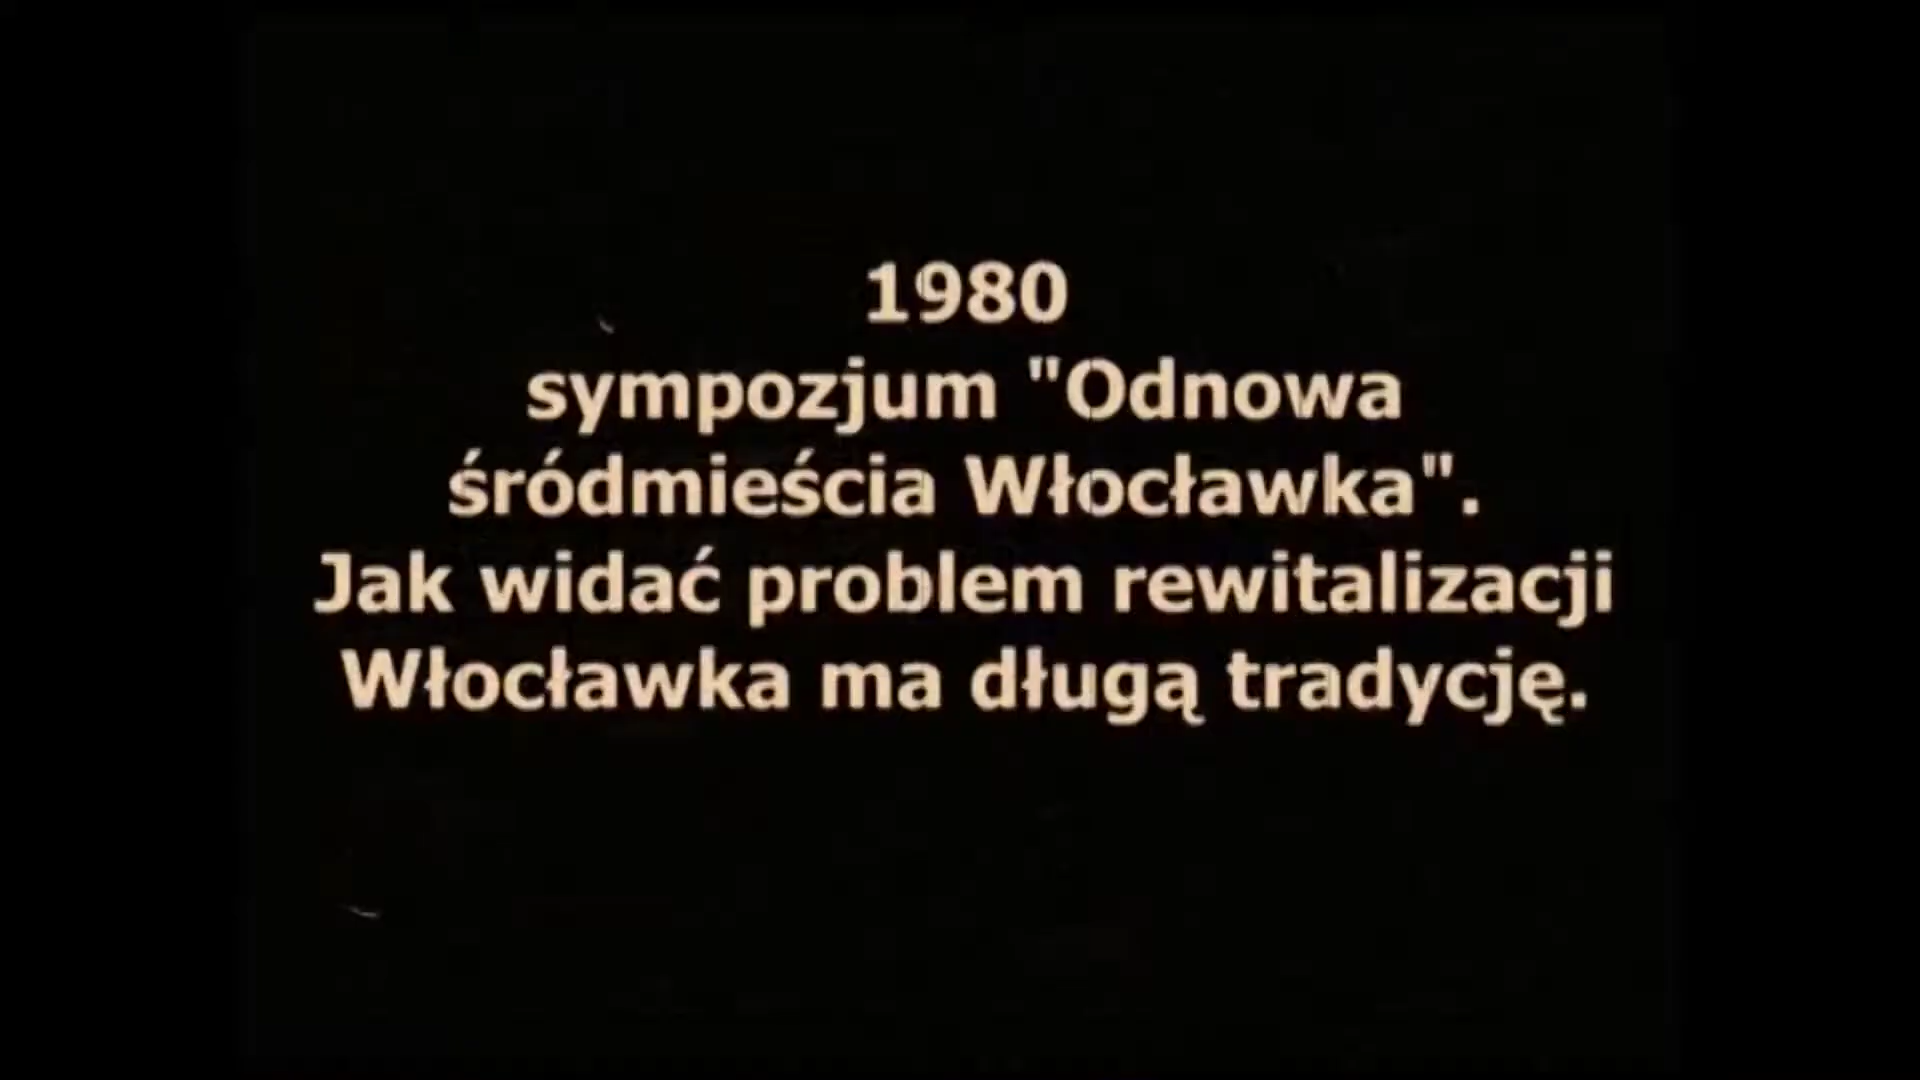 1980
sympozjum "Odnowa
śródmieścia Włocławka".
Jak widać problem rewitalizacji
Włocławka ma długą tradycję.